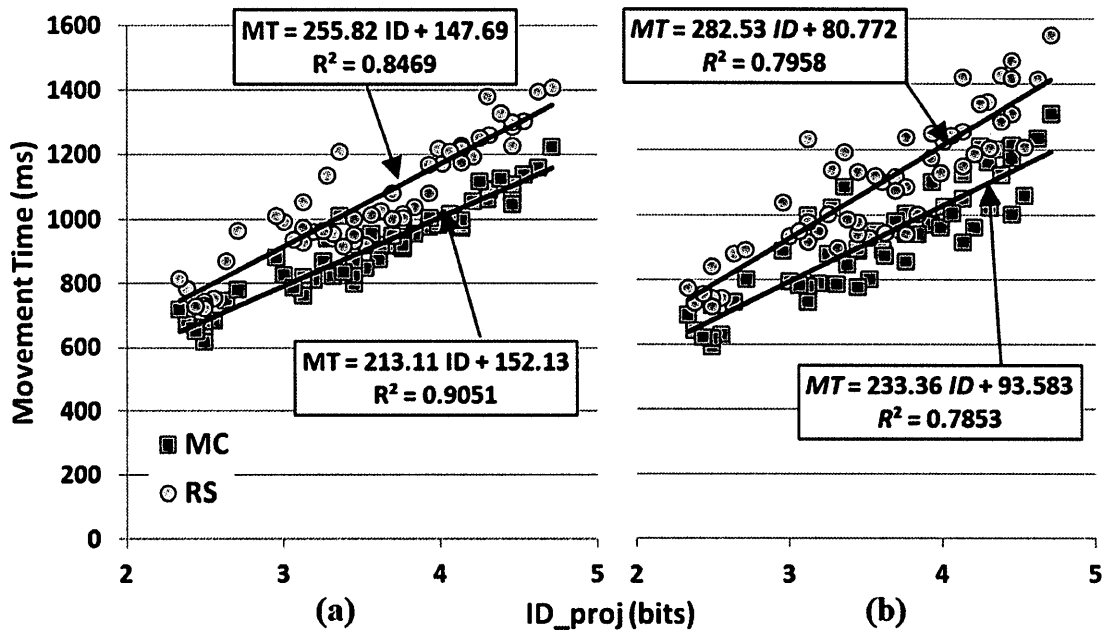 1600
1400
1200
1000
800
600
400
200
0
Movement Time (ms)
MT = 255.82 ID + 147.69
R² = 0.8469
MT = 213.11 ID + 152.13
R² = 0.9051
MC
RS
2 3 4 5
(a)
MT = 282.53 ID + 80.772
R² = 0.7958
MT = 233.36 ID + 93.583
R² = 0.7853
2 3 4 5
(b)
ID_proj (bits)